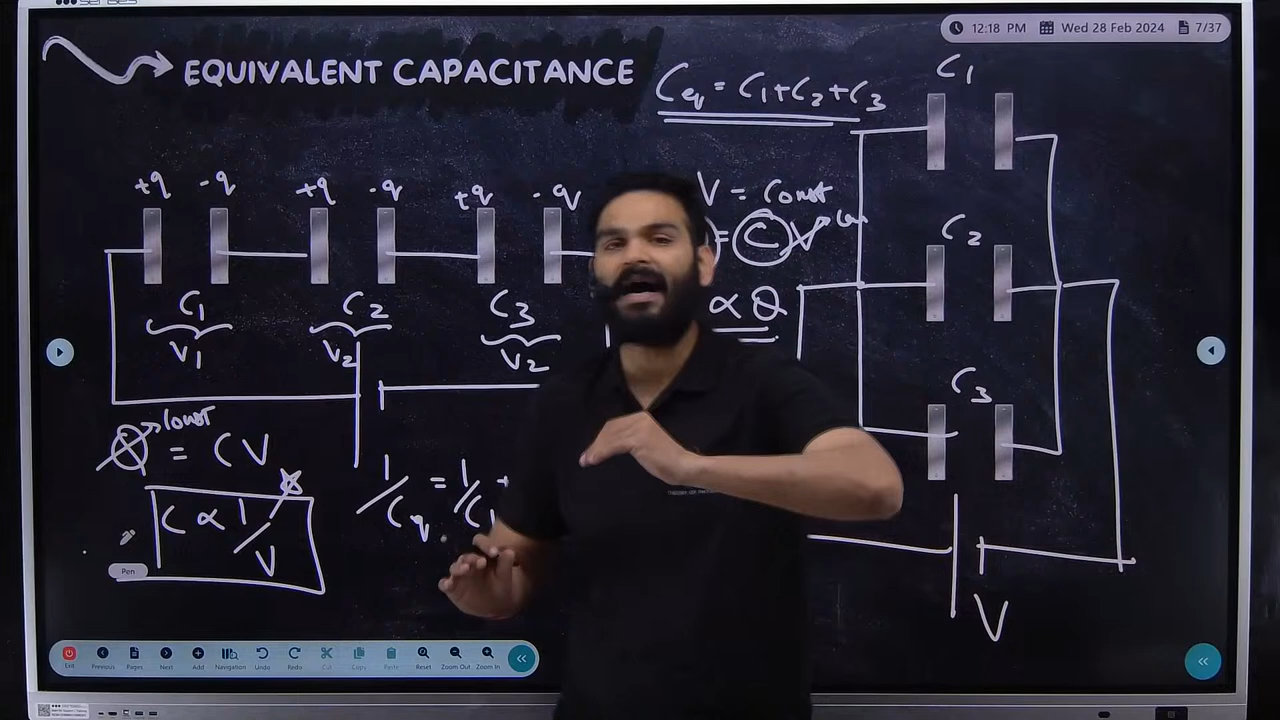 12:18 PM Wed 28 Feb 2024 7/37
EQUIVALENT CAPACITANCE
Ceq = C1+C2+C3
+q -q +q -q +q -q
C1 C2 C3
V1 V2 V2
Q → const = CV
C ∝ 1/V
1/Ceq = 1/C1 +
V = Const
= C V
∝ Q
C1
C2
C3
V
Pen
Exit Previous Pages Next Add Navigation Undo Redo Cut Copy Paste Reset Zoom Out Zoom In